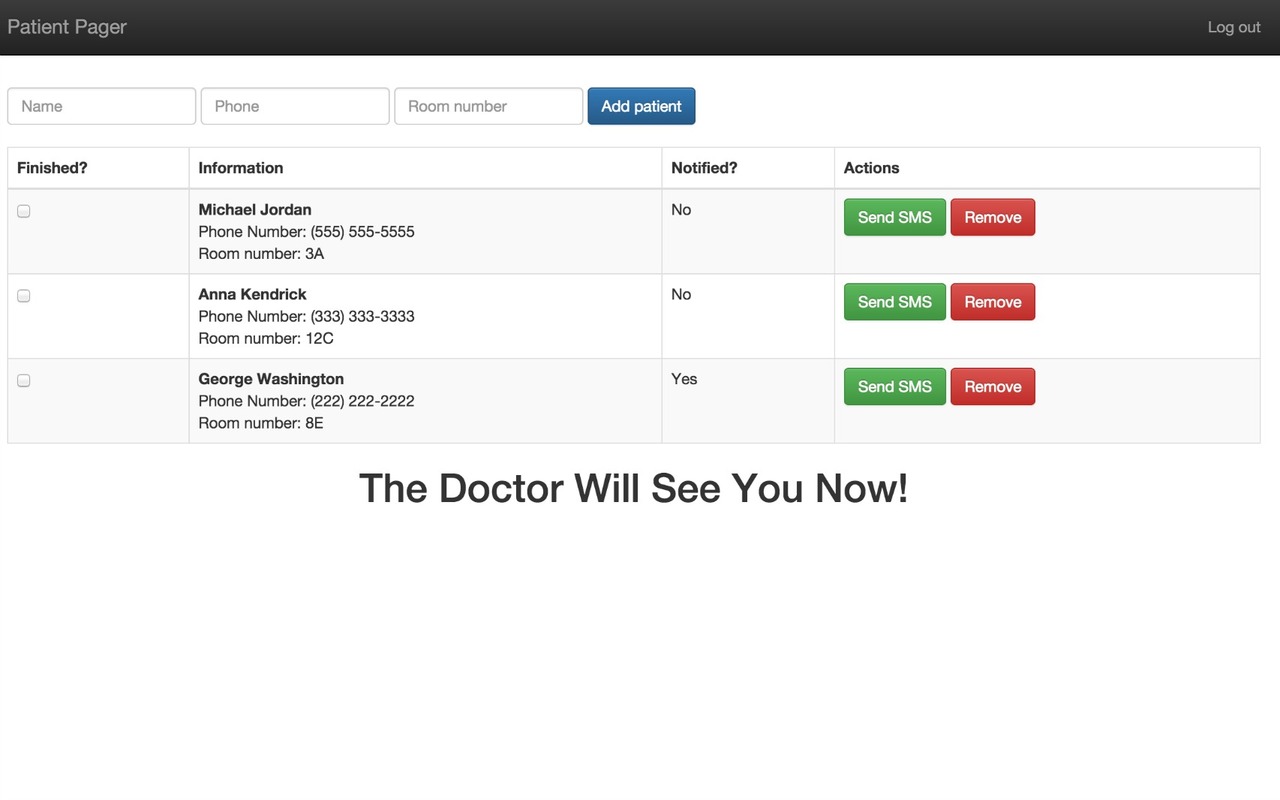 Patient Pager Log out
Name Phone Room number Add patient
Finished? Information Notified? Actions
Michael Jordan No Send SMS Remove
Phone Number: (555) 555-5555
Room number: 3A
Anna Kendrick No Send SMS Remove
Phone Number: (333) 333-3333
Room number: 12C
George Washington Yes Send SMS Remove
Phone Number: (222) 222-2222
Room number: 8E
The Doctor Will See You Now!